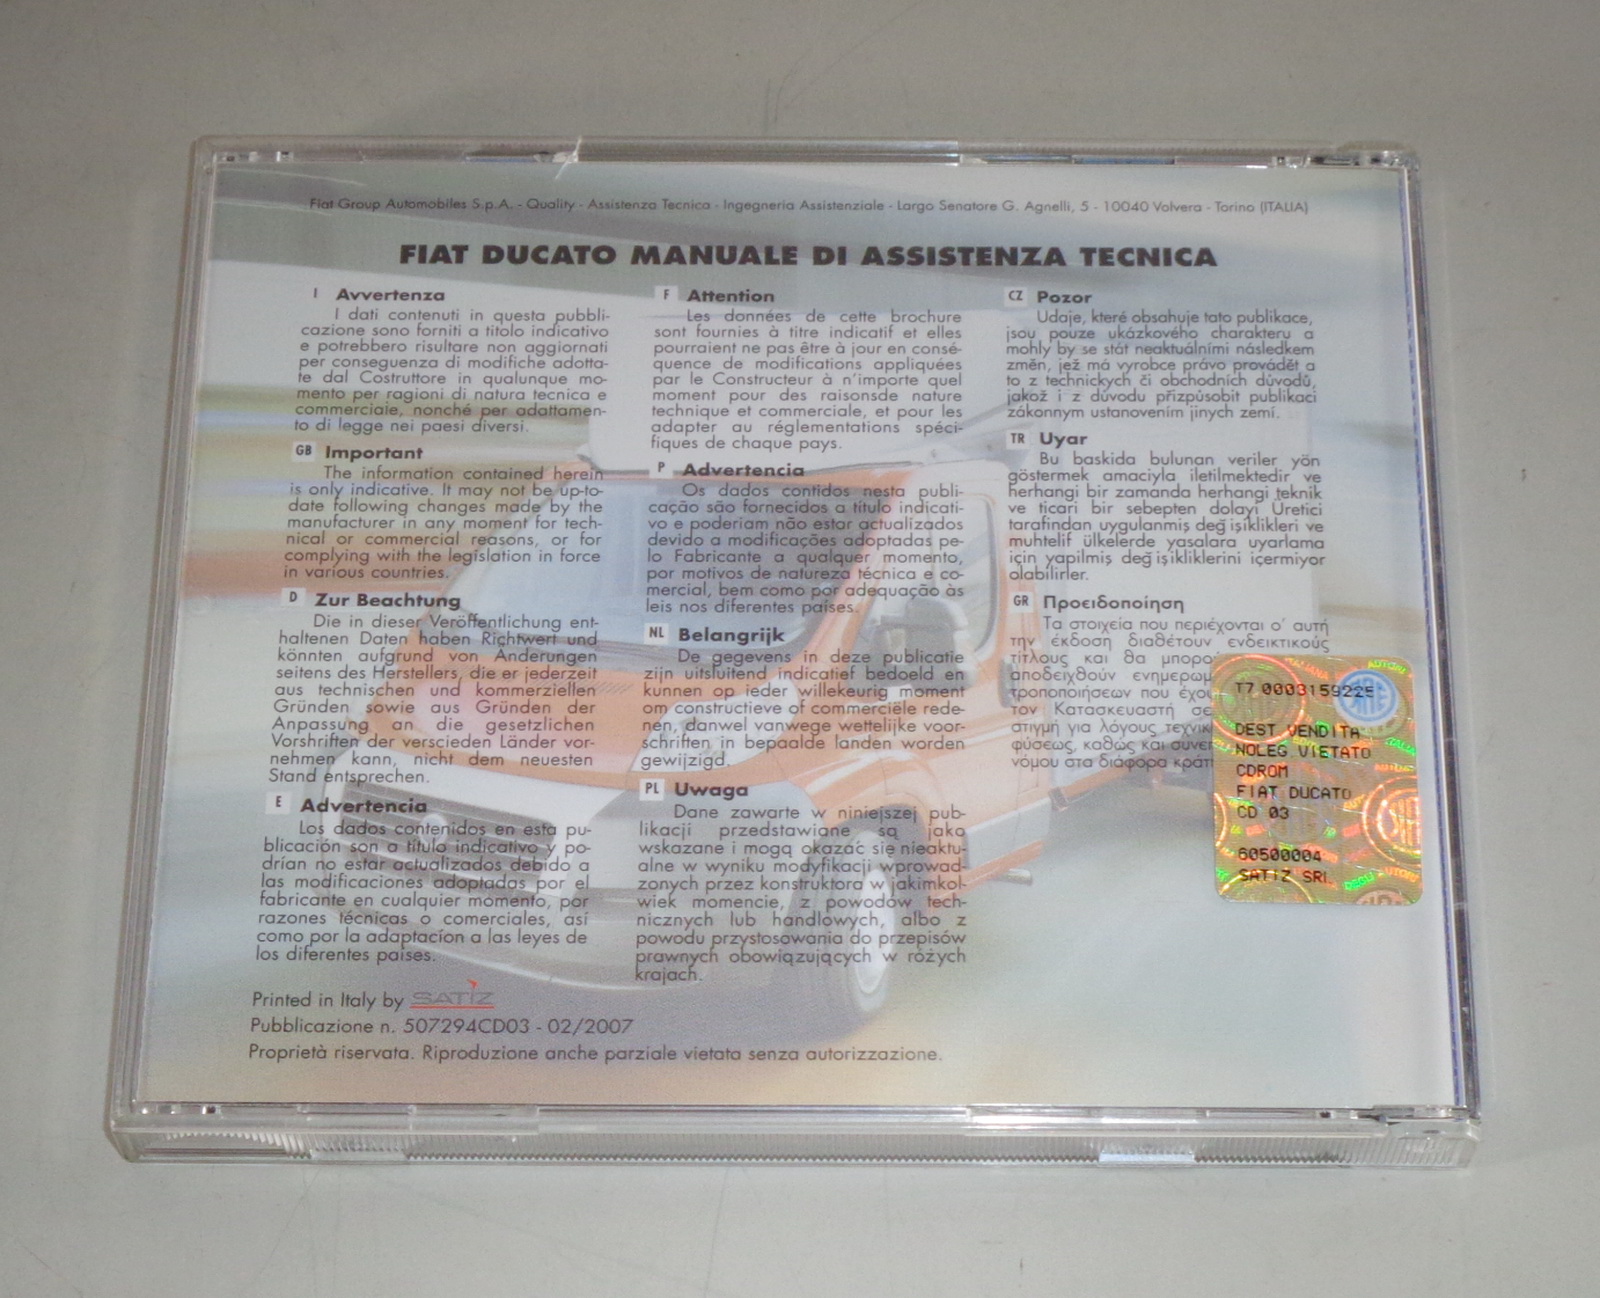 Fiat Group Automobiles S.p.A. - Quality - Assistenza Tecnica - Ingegneria Assistenziale - Largo Senatore G. Agnelli, 5 - 10040 Volvera - Torino (ITALIA)
FIAT DUCATO MANUALE DI ASSISTENZA TECNICA
I Avvertenza
I dati contenuti in questa pubbli-
cazione sono forniti a titolo indicativo
e potrebbero risultare non aggiornati
per conseguenza di modifiche adotta-
te dal Costruttore in qualunque mo-
mento per ragioni di natura tecnica e
commerciale, nonché per adattamen-
to di legge nei paesi diversi.
GB Important
The information contained herein
is only indicative. It may not be up-to-
date following changes made by the
manufacturer in any moment for tech-
nical or commercial reasons, or for
complying with the legislation in force
in various countries.
D Zur Beachtung
Die in dieser Veröffentlichung ent-
haltenen Daten haben Richtwert und
könnten aufgrund von Änderungen
seitens des Herstellers, die er jederzeit
aus technischen und kommerziellen
Gründen sowie aus Gründen der
Anpassung an die gesetzlichen
Vorshriften der verscieden Länder vor-
nehmen kann, nicht dem neuesten
Stand entsprechen.
E Advertencia
Los dados contenidos en esta pu-
blicación son a título indicativo y po-
drían no estar actualizados debido a
las modificaciones adoptadas por el
fabricante en cualquier momento, por
razones técnicas o comerciales, así
como por la adaptacíon a las leyes de
los diferentes países.
F Attention
Les données de cette brochure
sont fournies à titre indicatif et elles
pourraient ne pas être à jour en consé-
quence de modifications appliquées
par le Constructeur à n'importe quel
moment pour des raisonsde nature
technique et commerciale, et pour les
adapter au réglementations spéci-
fiques de chaque pays.
P Advertencia
Os dados contidos nesta publi-
cação são fornecidos a título indicati-
vo e poderiam não estar actualizados
devido a modificações adoptadas pe-
lo Fabricante a qualquer momento,
por motivos de natureza técnica e co-
mercial, bem como por adequação às
leis nos diferentes países.
NL Belangrijk
De gegevens in deze publicatie
zijn uitsluitend indicatief bedoeld en
kunnen op ieder willekeurig moment
om constructieve of commerciële rede-
nen, danwel vanwege wettelijke voor-
schriften in bepaalde landen worden
gewijzigd.
PL Uwaga
Dane zawarte w niniejszej pub-
likacji przedstawiane są jako
wskazane i mogą okazać się nieaktu-
alne w wyniku modyfikacji wprowad-
zonych przez konstruktora w jakimkol-
wiek momencie, z powodów tech-
nicznych lub handlowych, albo z
powodu przystosowania do przepisów
prawnych obowiązujących w różych
krajach.
CZ Pozor
Udaje, které obsahuje tato publikace,
jsou pouze ukázkového charakteru a
mohly by se stát neaktuálními následkem
změn, jež má vyrobce právo provádět a
to z technickych či obchodních důvodů,
jakož i z důvodu přizpůsobit publikaci
zákonnym ustanovením jinych zemí.
TR Uyar
Bu baskida bulunan veriler yön
göstermek amaciyla iletilmektedir ve
herhangi bir zamanda herhangi teknik
ve ticari bir sebepten dolayi Üretici
tarafindan uygulanmiş değişiklikleri ve
muhtelif ülkelerde yasalara uyarlama
için yapilmiş değişikliklerini içermiyor
olabilirler.
GR Προειδοποίηση
Τα στοιχεία που περιέχονται σ' αυτή
την έκδοση διαθέτουν ενδεικτικούς
τίτλους και θα μπορο
αποδειχθούν ενημερωμ
τροποποιήσεων που έχου
τον Κατασκευαστή σε
στιγμή για λόγους τεχνικ
φύσεως, καθώς και συνεπ
νόμου στα διάφορα κράτ
T7 0003159225
DEST.VENDITA
NOLEG.VIETATO
CDROM
FIAT DUCATO
CD 03
60500004
SATIZ SRL
Printed in Italy by SATIZ
Pubblicazione n. 507294CD03 - 02/2007
Proprietà riservata. Riproduzione anche parziale vietata senza autorizzazione.